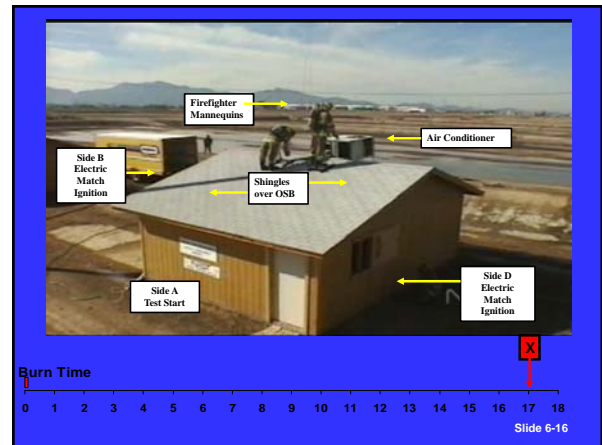 Firefighter
Mannequins
Air Conditioner
Side B
Electric
Match
Ignition
Shingles
over OSB
Side A
Test Start
Side D
Electric
Match
Ignition
X
Burn Time
0 1 2 3 4 5 6 7 8 9 10 11 12 13 14 15 16 17 18
Slide 6-16